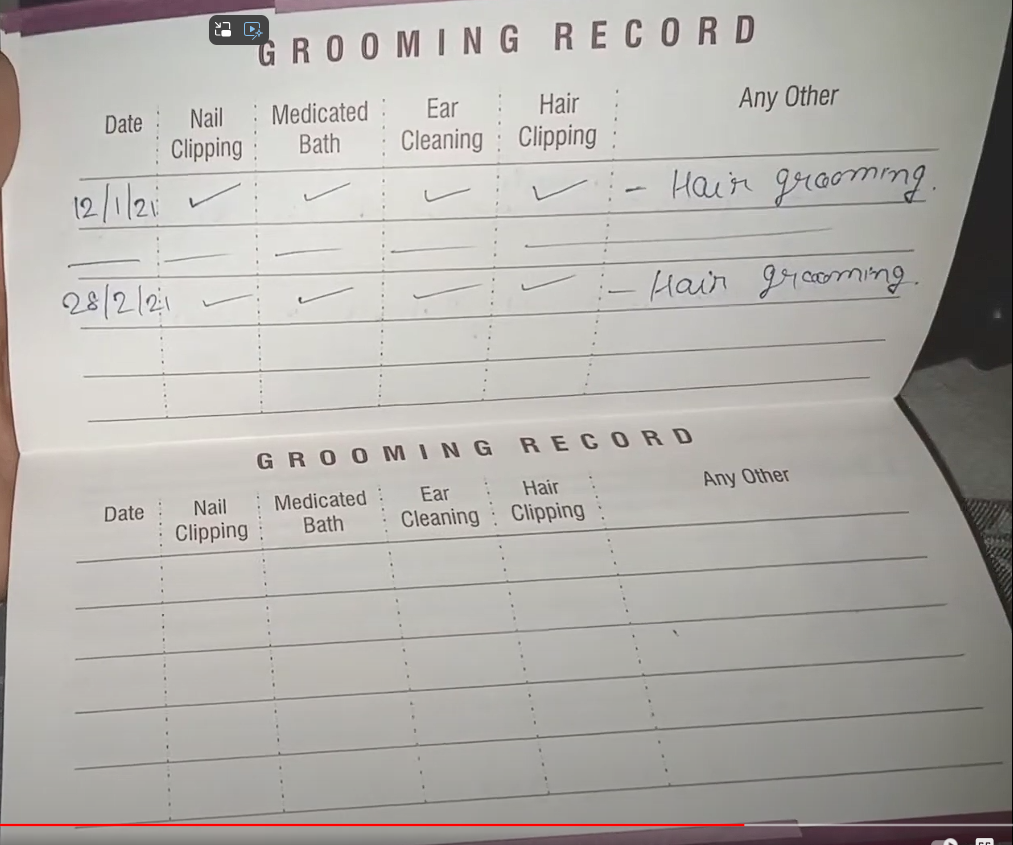 GROOMING RECORD
Date Nail Clipping Medicated Bath Ear Cleaning Hair Clipping Any Other
12/1/21 ✓ ✓ ✓ ✓ - Hair grooming.
— — — — —
28/2/21 ✓ ✓ ✓ ✓ - Hair grooming.
GROOMING RECORD
Date Nail Clipping Medicated Bath Ear Cleaning Hair Clipping Any Other